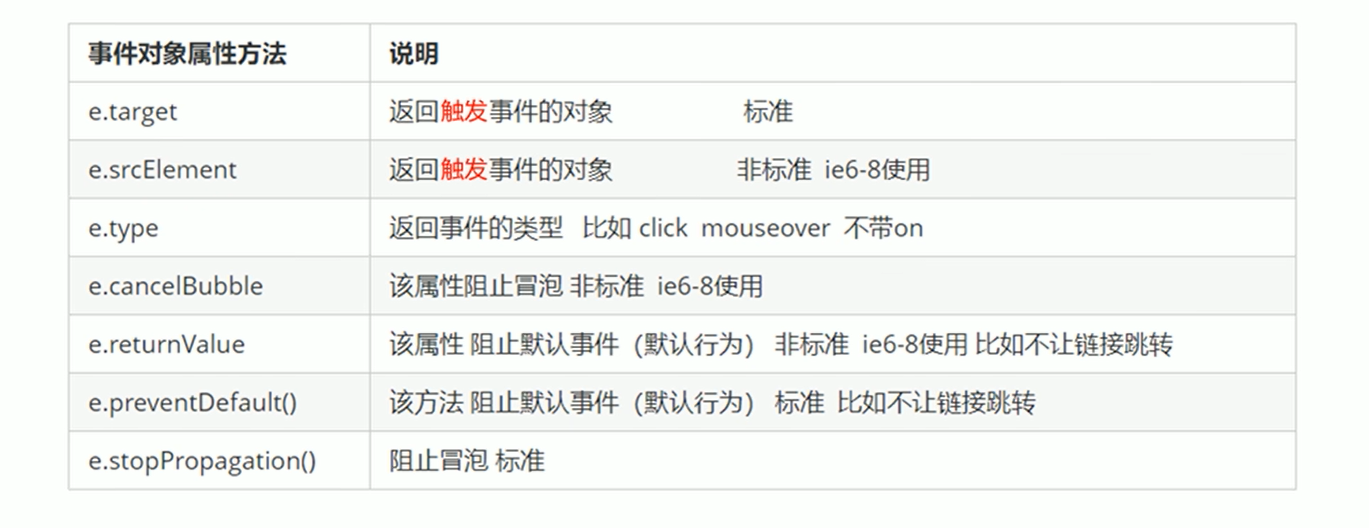 事件对象属性方法 说明
e.target 返回触发事件的对象 标准
e.srcElement 返回触发事件的对象 非标准 ie6-8使用
e.type 返回事件的类型 比如 click mouseover 不带on
e.cancelBubble 该属性阻止冒泡 非标准 ie6-8使用
e.returnValue 该属性 阻止默认事件（默认行为） 非标准 ie6-8使用 比如不让链接跳转
e.preventDefault() 该方法 阻止默认事件（默认行为） 标准 比如不让链接跳转
e.stopPropagation() 阻止冒泡 标准